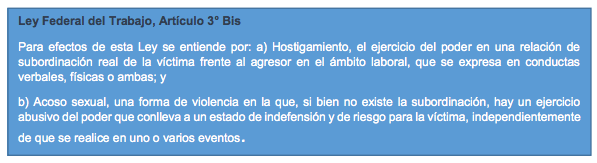 Ley Federal del Trabajo, Artículo 3° Bis
Para efectos de esta Ley se entiende por: a) Hostigamiento, el ejercicio del poder en una relación de
subordinación real de la víctima frente al agresor en el ámbito laboral, que se expresa en conductas
verbales, físicas o ambas; y
b) Acoso sexual, una forma de violencia en la que, si bien no existe la subordinación, hay un ejercicio
abusivo del poder que conlleva a un estado de indefensión y de riesgo para la víctima, independientemente
de que se realice en uno o varios eventos.